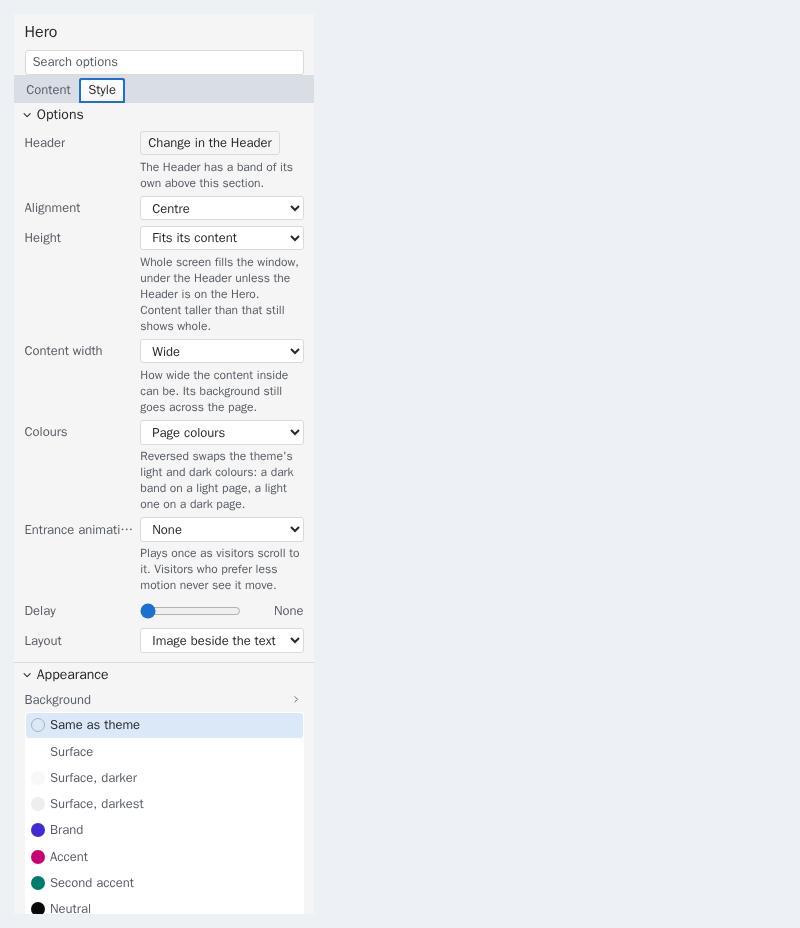 Hero
Search options
Content Style
Options
Header Change in the Header
The Header has a band of its
own above this section.
Alignment Centre
Height Fits its content
Whole screen fills the window,
under the Header unless the
Header is on the Hero.
Content taller than that still
shows whole.
Content width Wide
How wide the content inside
can be. Its background still
goes across the page.
Colours Page colours
Reversed swaps the theme's
light and dark colours: a dark
band on a light page, a light
one on a dark page.
Entrance animati⋯ None
Plays once as visitors scroll to
it. Visitors who prefer less
motion never see it move.
Delay None
Layout Image beside the text
Appearance
Background
Same as theme
Surface
Surface, darker
Surface, darkest
Brand
Accent
Second accent
Neutral